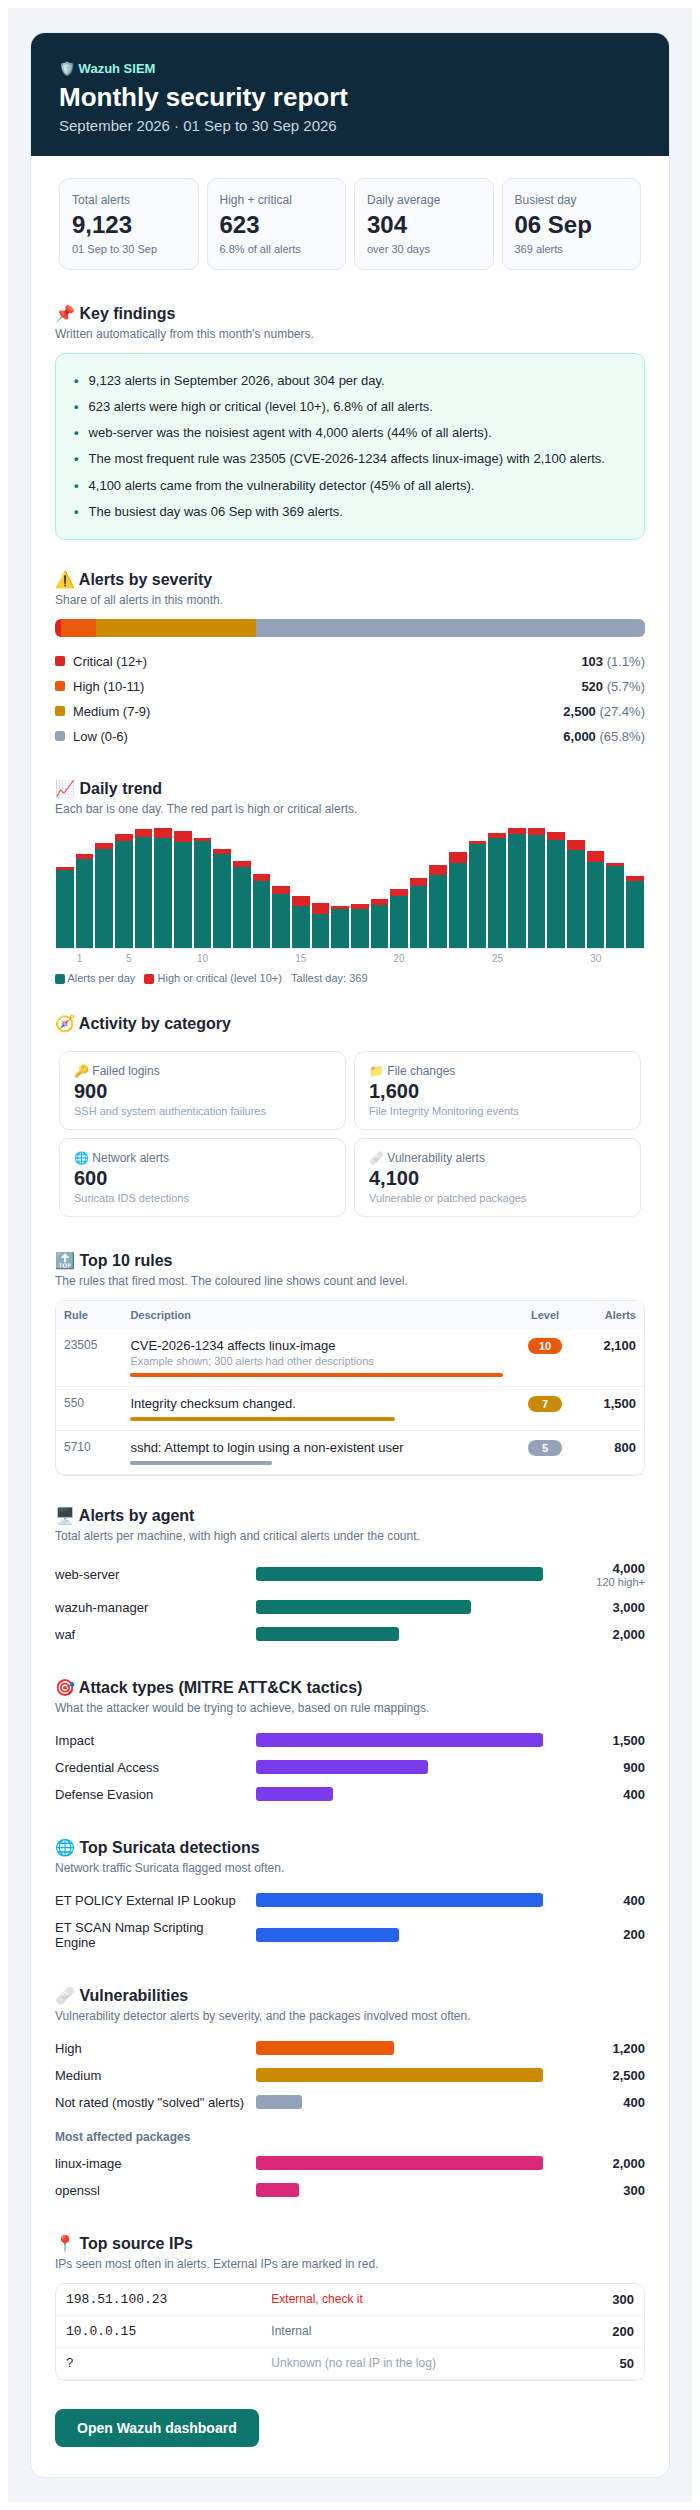 🛡️ Wazuh SIEM
Monthly security report
September 2026 · 01 Sep to 30 Sep 2026
Total alerts High + critical Daily average Busiest day
9,123 623 304 06 Sep
01 Sep to 30 Sep 6.8% of all alerts over 30 days 369 alerts
📌 Key findings
Written automatically from this month's numbers.
• 9,123 alerts in September 2026, about 304 per day.
• 623 alerts were high or critical (level 10+), 6.8% of all alerts.
• web-server was the noisiest agent with 4,000 alerts (44% of all alerts).
• The most frequent rule was 23505 (CVE-2026-1234 affects linux-image) with 2,100 alerts.
• 4,100 alerts came from the vulnerability detector (45% of all alerts).
• The busiest day was 06 Sep with 369 alerts.
⚠️ Alerts by severity
Share of all alerts in this month.
Critical (12+) 103 (1.1%)
High (10-11) 520 (5.7%)
Medium (7-9) 2,500 (27.4%)
Low (0-6) 6,000 (65.8%)
📈 Daily trend
Each bar is one day. The red part is high or critical alerts.
1 5 10 15 20 25 30
Alerts per day High or critical (level 10+) Tallest day: 369
🧭 Activity by category
🔑 Failed logins 📁 File changes
900 1,600
SSH and system authentication failures File Integrity Monitoring events
🌐 Network alerts 🩹 Vulnerability alerts
600 4,100
Suricata IDS detections Vulnerable or patched packages
🔝 Top 10 rules
The rules that fired most. The coloured line shows count and level.
Rule Description Level Alerts
23505 CVE-2026-1234 affects linux-image 10 2,100
Example shown; 300 alerts had other descriptions
550 Integrity checksum changed. 7 1,500
5710 sshd: Attempt to login using a non-existent user 5 800
🖥️ Alerts by agent
Total alerts per machine, with high and critical alerts under the count.
web-server 4,000
120 high+
wazuh-manager 3,000
waf 2,000
🎯 Attack types (MITRE ATT&CK tactics)
What the attacker would be trying to achieve, based on rule mappings.
Impact 1,500
Credential Access 900
Defense Evasion 400
🌐 Top Suricata detections
Network traffic Suricata flagged most often.
ET POLICY External IP Lookup 400
ET SCAN Nmap Scripting
Engine 200
🩹 Vulnerabilities
Vulnerability detector alerts by severity, and the packages involved most often.
High 1,200
Medium 2,500
Not rated (mostly "solved" alerts) 400
Most affected packages
linux-image 2,000
openssl 300
📍 Top source IPs
IPs seen most often in alerts. External IPs are marked in red.
198.51.100.23 External, check it 300
10.0.0.15 Internal 200
? Unknown (no real IP in the log) 50
Open Wazuh dashboard